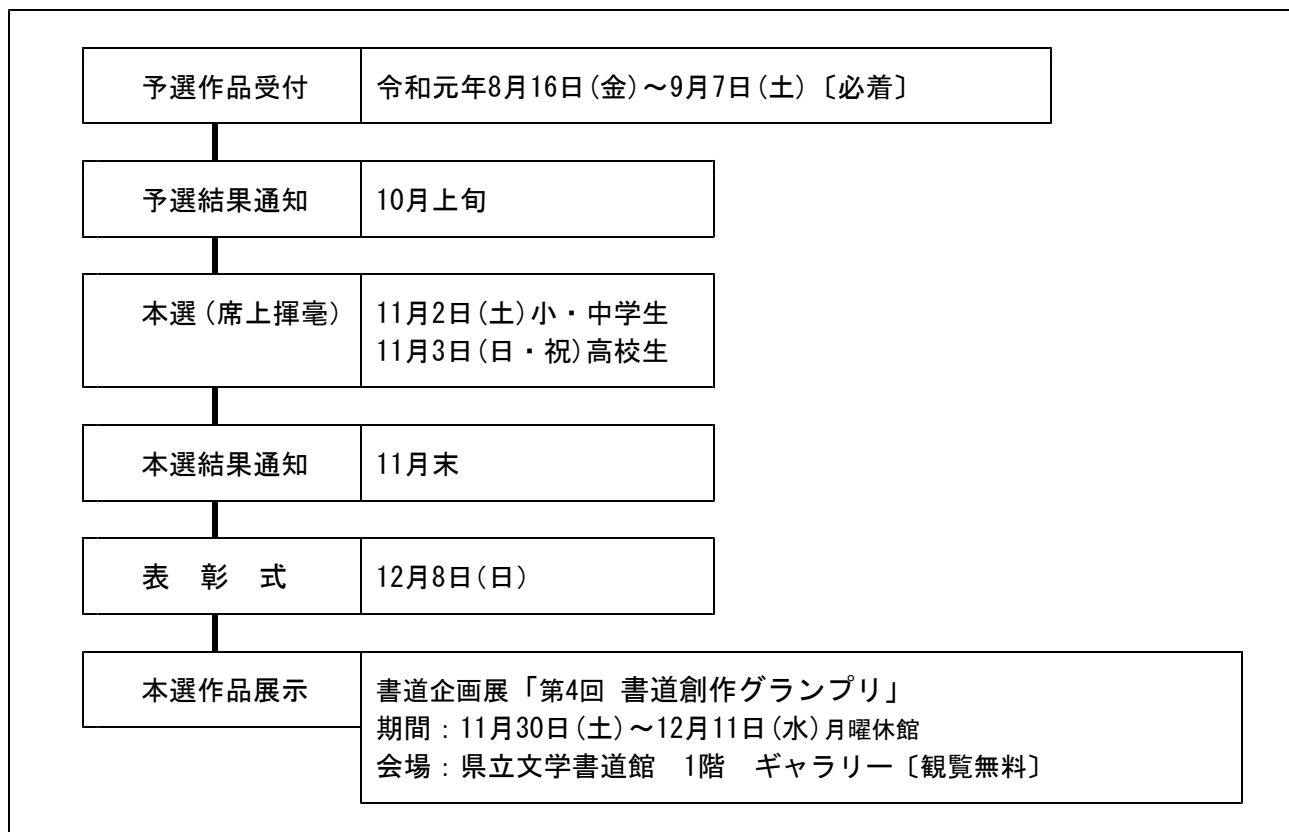 予選作品受付 令和元年8月16日(金)～9月7日(土)〔必着〕
予選結果通知 10月上旬
本選(席上揮毫) 11月2日(土)小・中学生
11月3日(日・祝)高校生
本選結果通知 11月末
表 彰 式 12月8日(日)
本選作品展示 書道企画展「第4回 書道創作グランプリ」
期間：11月30日(土)～12月11日(水)月曜休館
会場：県立文学書道館 1階 ギャラリー〔観覧無料〕